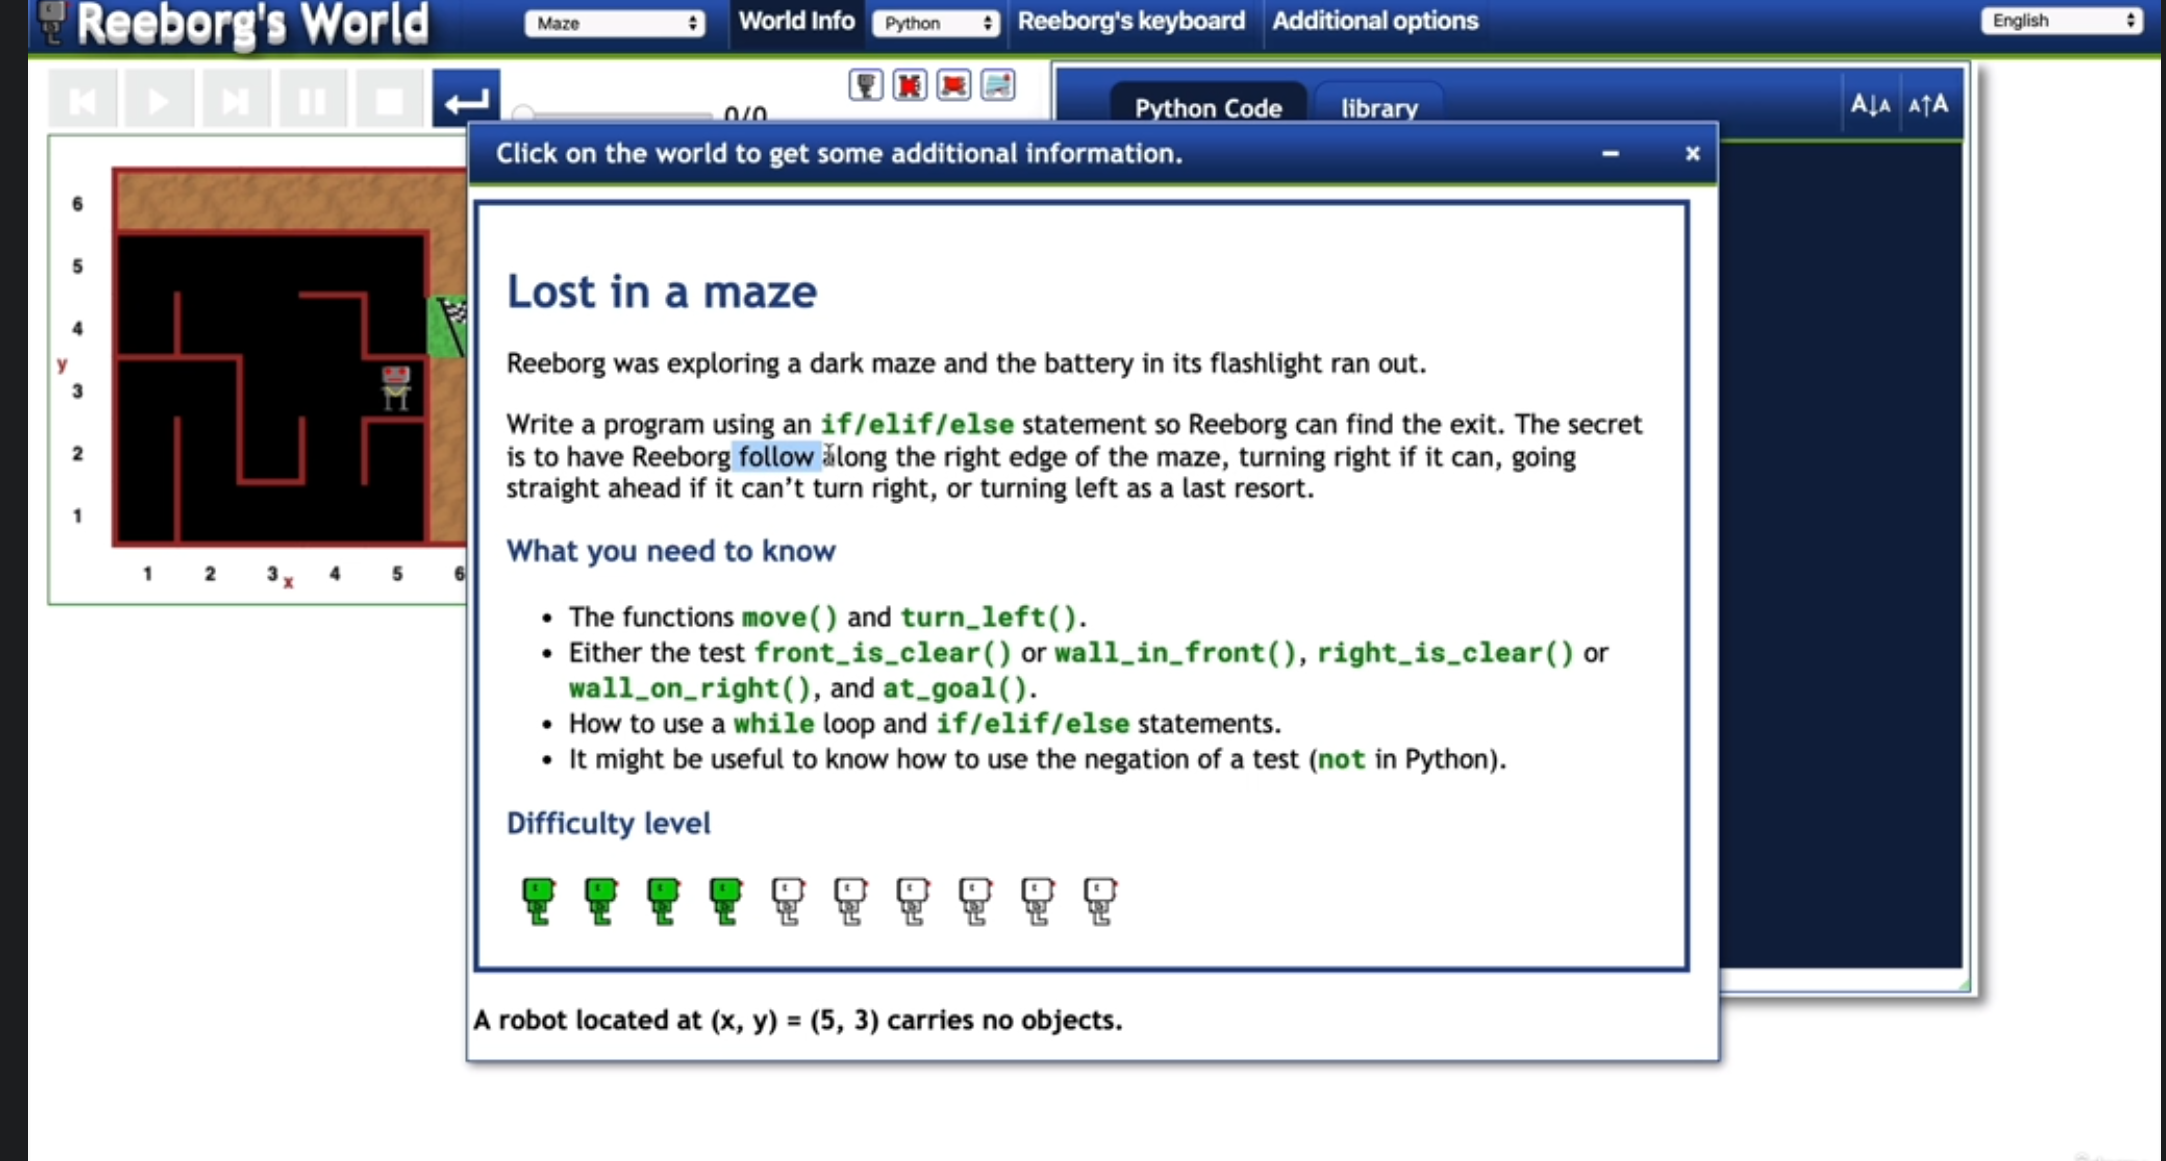 Reeborg's World
Maze
World Info
Python
Reeborg's keyboard
Additional options
English
0/0
Python Code
library
A↓A A↑A
Click on the world to get some additional information.
– ×
6
5
4
y
3
2
1
1 2 3 x 4 5 6
Lost in a maze
Reeborg was exploring a dark maze and the battery in its flashlight ran out.
Write a program using an if/elif/else statement so Reeborg can find the exit. The secret
is to have Reeborg follow along the right edge of the maze, turning right if it can, going
straight ahead if it can't turn right, or turning left as a last resort.
What you need to know
• The functions move() and turn_left().
• Either the test front_is_clear() or wall_in_front(), right_is_clear() or
wall_on_right(), and at_goal().
• How to use a while loop and if/elif/else statements.
• It might be useful to know how to use the negation of a test (not in Python).
Difficulty level
A robot located at (x, y) = (5, 3) carries no objects.